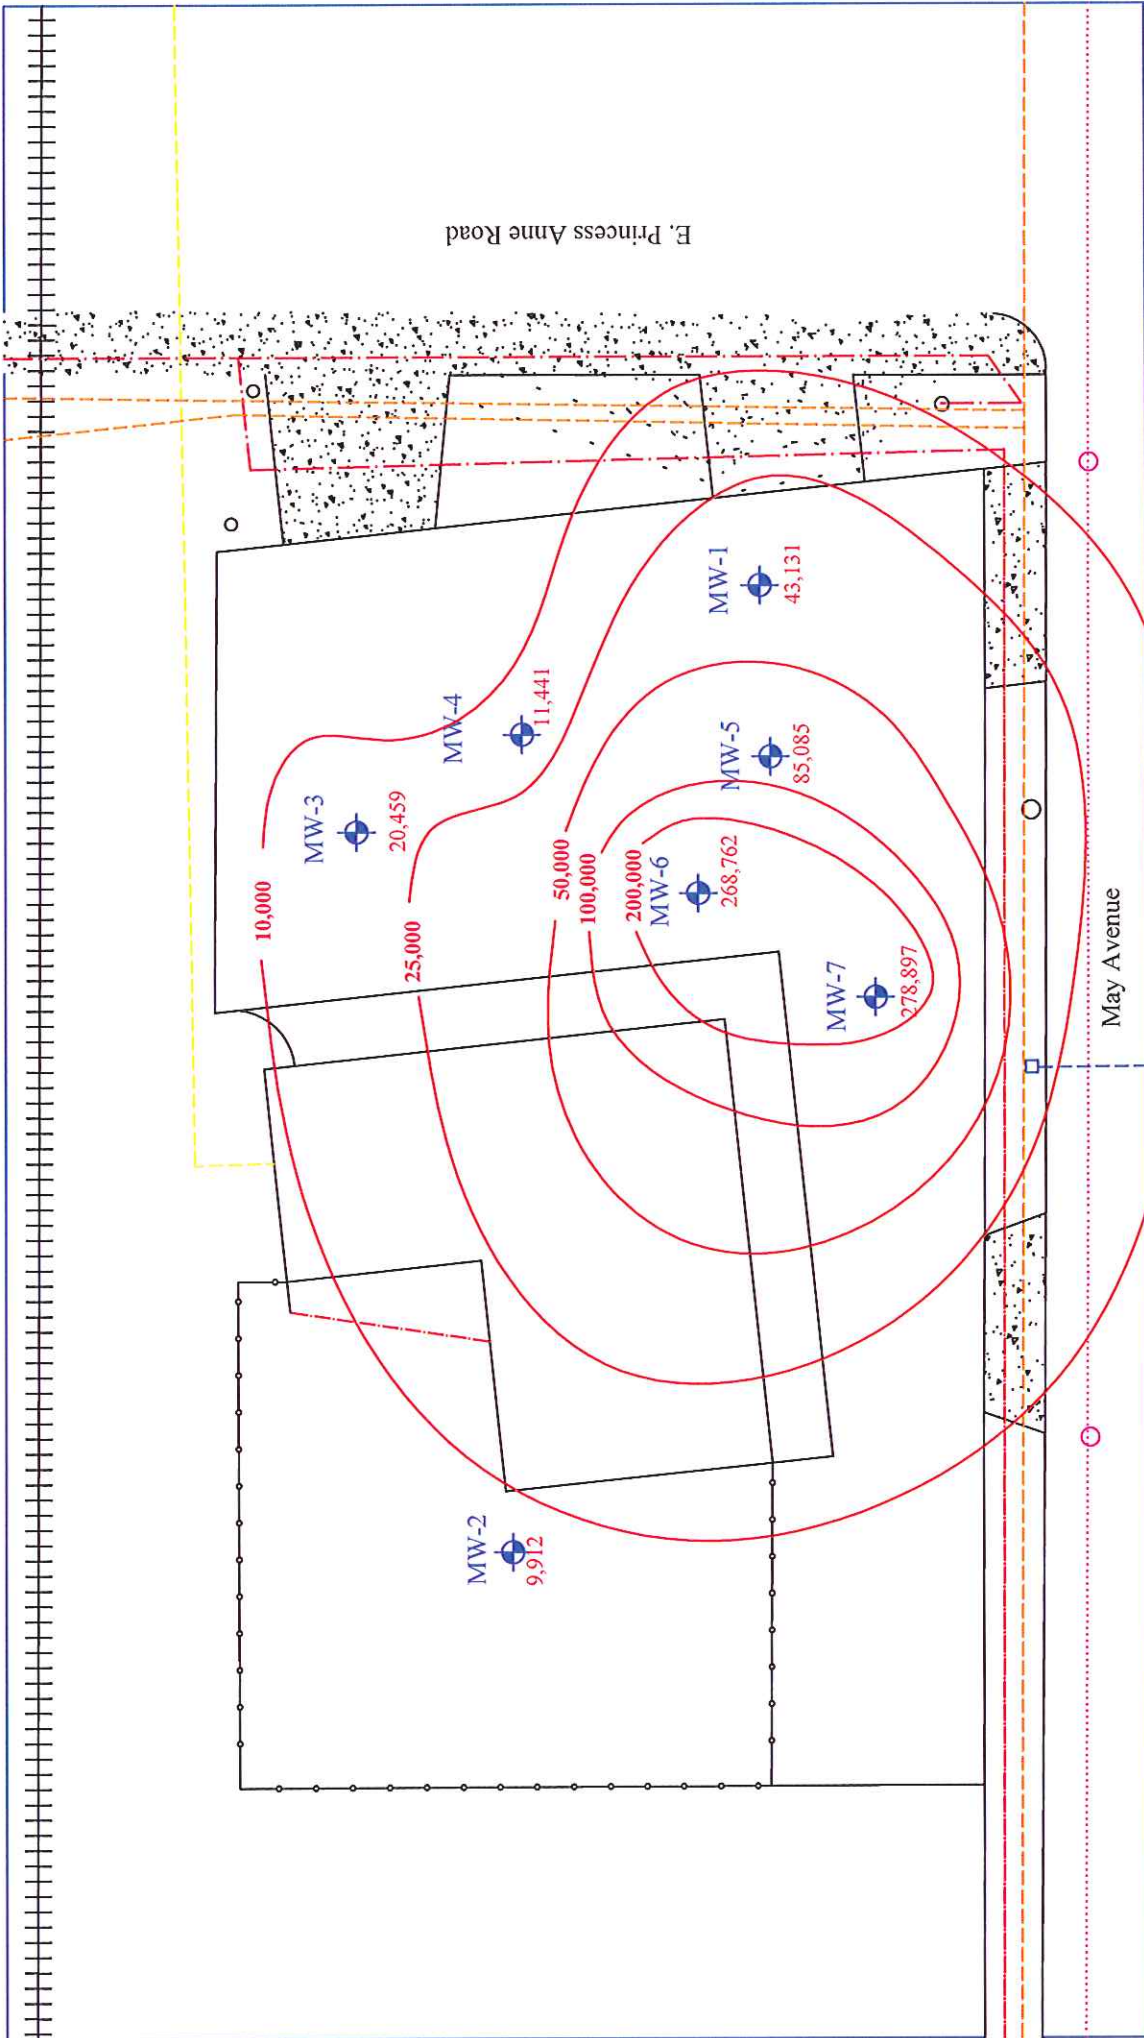 E. Princess Anne Road
MW-1
43,131
MW-4
11,441
MW-5
85,085
MW-3
20,459
10,000
25,000
50,000
100,000
200,000
MW-6
268,762
MW-7
278,897
May Avenue
MW-2
9,912